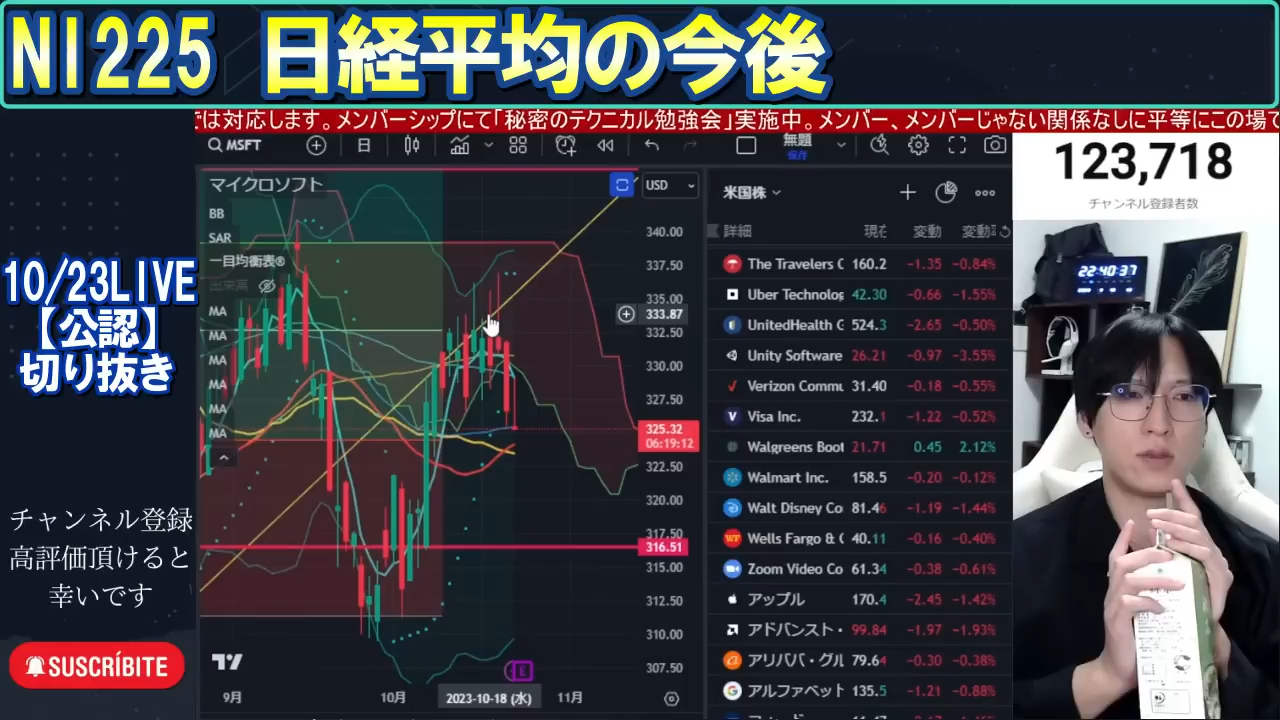 NI225 日経平均の今後
では対応します。メンバーシップにて「秘密のテクニカル勉強会」実施中。メンバー、メンバーじゃない関係なしに平等にこの場で
10/23LIVE
【公認】
切り抜き
チャンネル登録
高評価頂けると
幸いです
SUSCRÍBITE
MSFT
日
無題
保存
マイクロソフト
BB
SAR
一目均衡表
出来高
MA
MA
MA
MA
MA
MA
USD
340.00
337.50
335.00
333.87
332.50
330.00
327.50
325.32
06:19:12
322.50
320.00
317.50
316.51
315.00
312.50
310.00
307.50
9月
10月
2023-10-18 (水)
11月
E
米国株
詳細 現在 変動 変動
The Travelers C 160.2 −1.35 −0.84%
Uber Technolog 42.30 −0.66 −1.55%
UnitedHealth G 524.3 −2.65 −0.50%
Unity Software 26.21 −0.97 −3.55%
Verizon Commu 31.40 −0.18 −0.55%
Visa Inc. 232.1 −1.22 −0.52%
Walgreens Boot 21.71 0.45 2.12%
Walmart Inc. 158.5 −0.20 −0.12%
Walt Disney Co 81.46 −1.19 −1.44%
Wells Fargo & C 40.11 −0.16 −0.40%
Zoom Video Co 61.34 −0.38 −0.61%
アップル 170.4 −2.45 −1.42%
アドバンスト・ 99.84 −1.97 −1.93%
アリババ・グル 79.64 −0.30 −0.38%
アルファベット 135.5 −1.21 −0.88%
123,718
チャンネル登録者数
22:40:37